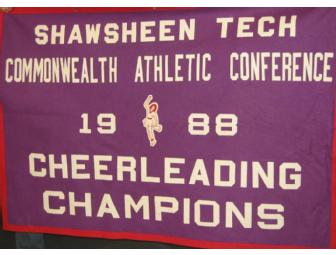 SHAWSHEEN TECH
COMMONWEALTH ATHLETIC CONFERENCE
19 88
CHEERLEADING
CHAMPIONS